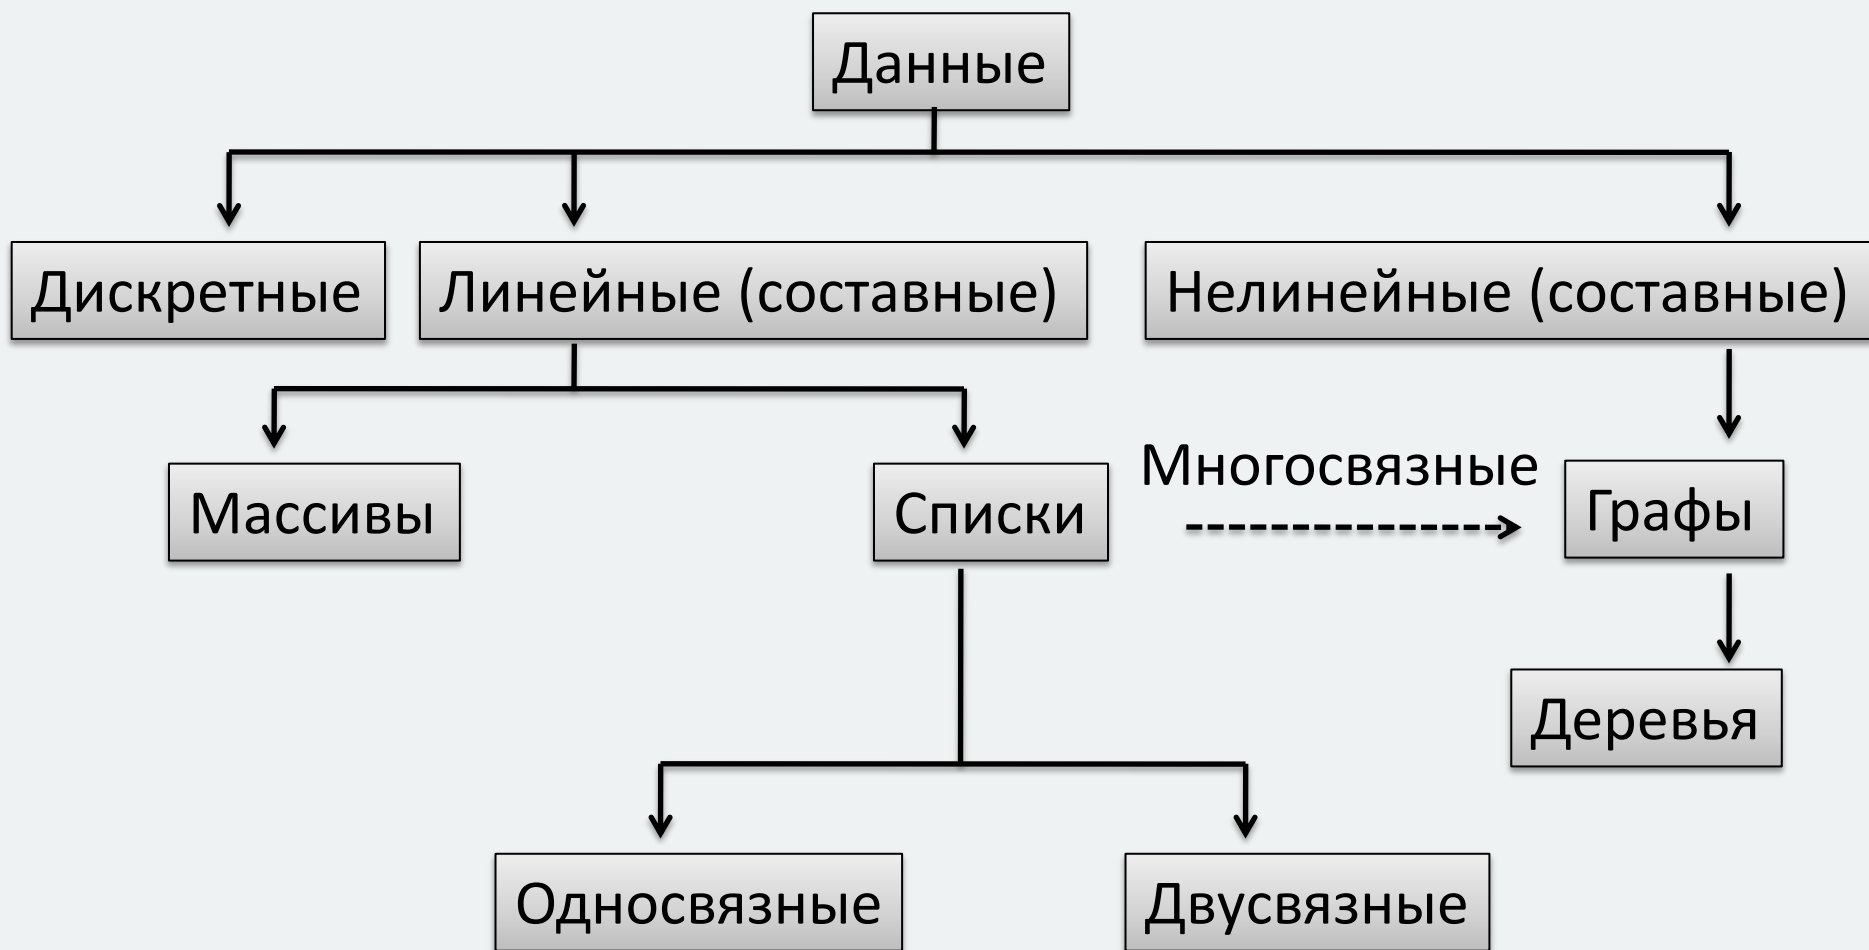 Данные
Дискретные
Линейные (составные)
Нелинейные (составные)
Массивы
Списки
Многосвязные
Графы
Деревья
Односвязные
Двусвязные